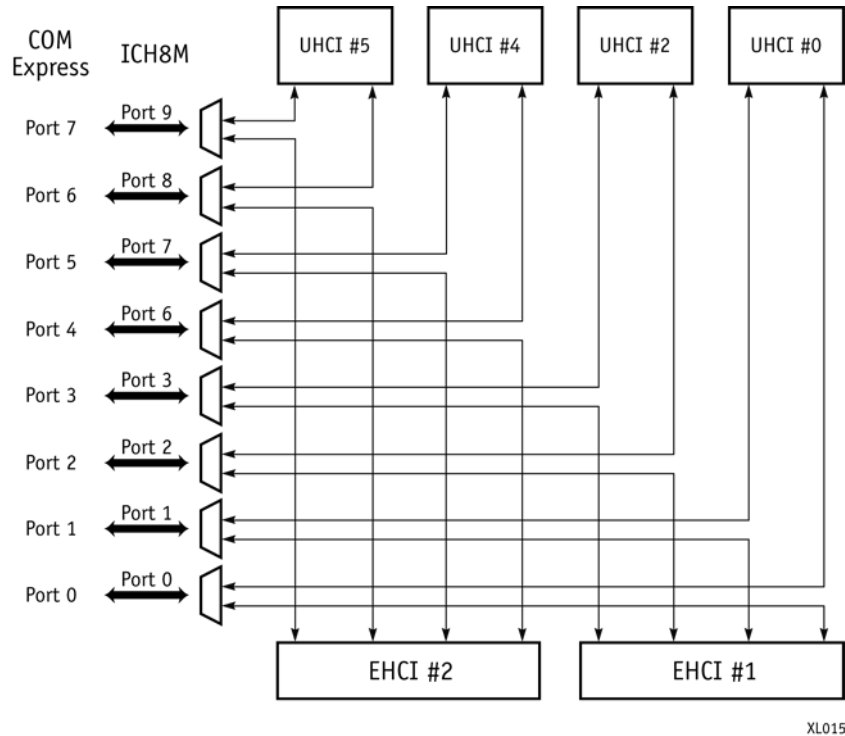 COM
Express
ICH8M
UHCI #5
UHCI #4
UHCI #2
UHCI #0
Port 7
Port 9
Port 6
Port 8
Port 5
Port 7
Port 4
Port 6
Port 3
Port 3
Port 2
Port 2
Port 1
Port 1
Port 0
Port 0
EHCI #2
EHCI #1
XL015